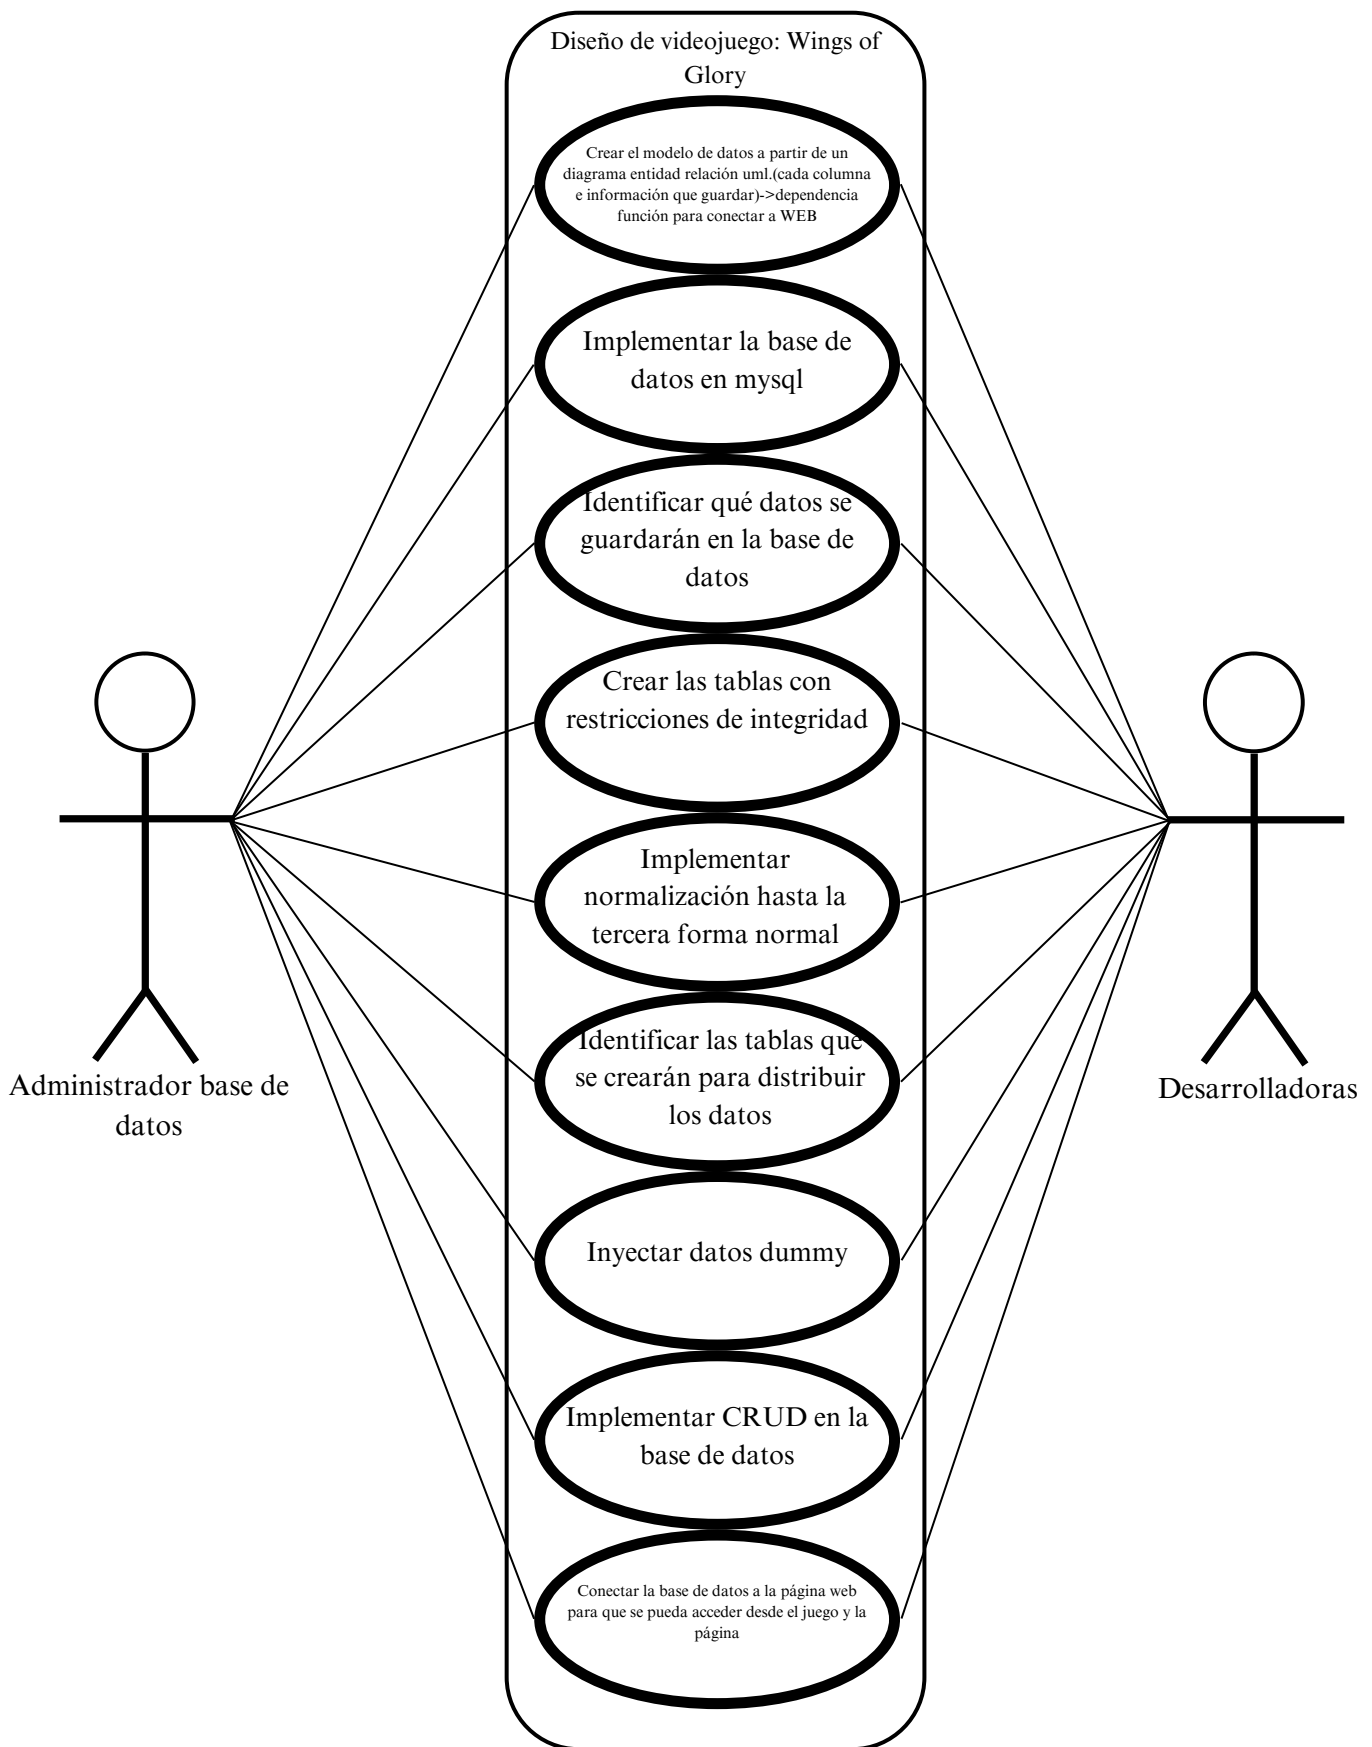 Diseño de videojuego: Wings of
Glory
Crear el modelo de datos a partir de un
diagrama entidad relación uml.(cada columna
e información que guardar)->dependencia
función para conectar a WEB
Implementar la base de
datos en mysql
Identificar qué datos se
guardarán en la base de
datos
Crear las tablas con
restricciones de integridad
Implementar
normalización hasta la
tercera forma normal
Identificar las tablas que
se crearán para distribuir
los datos
Inyectar datos dummy
Implementar CRUD en la
base de datos
Conectar la base de datos a la página web
para que se pueda acceder desde el juego y la
página
Administrador base de
datos
Desarrolladoras